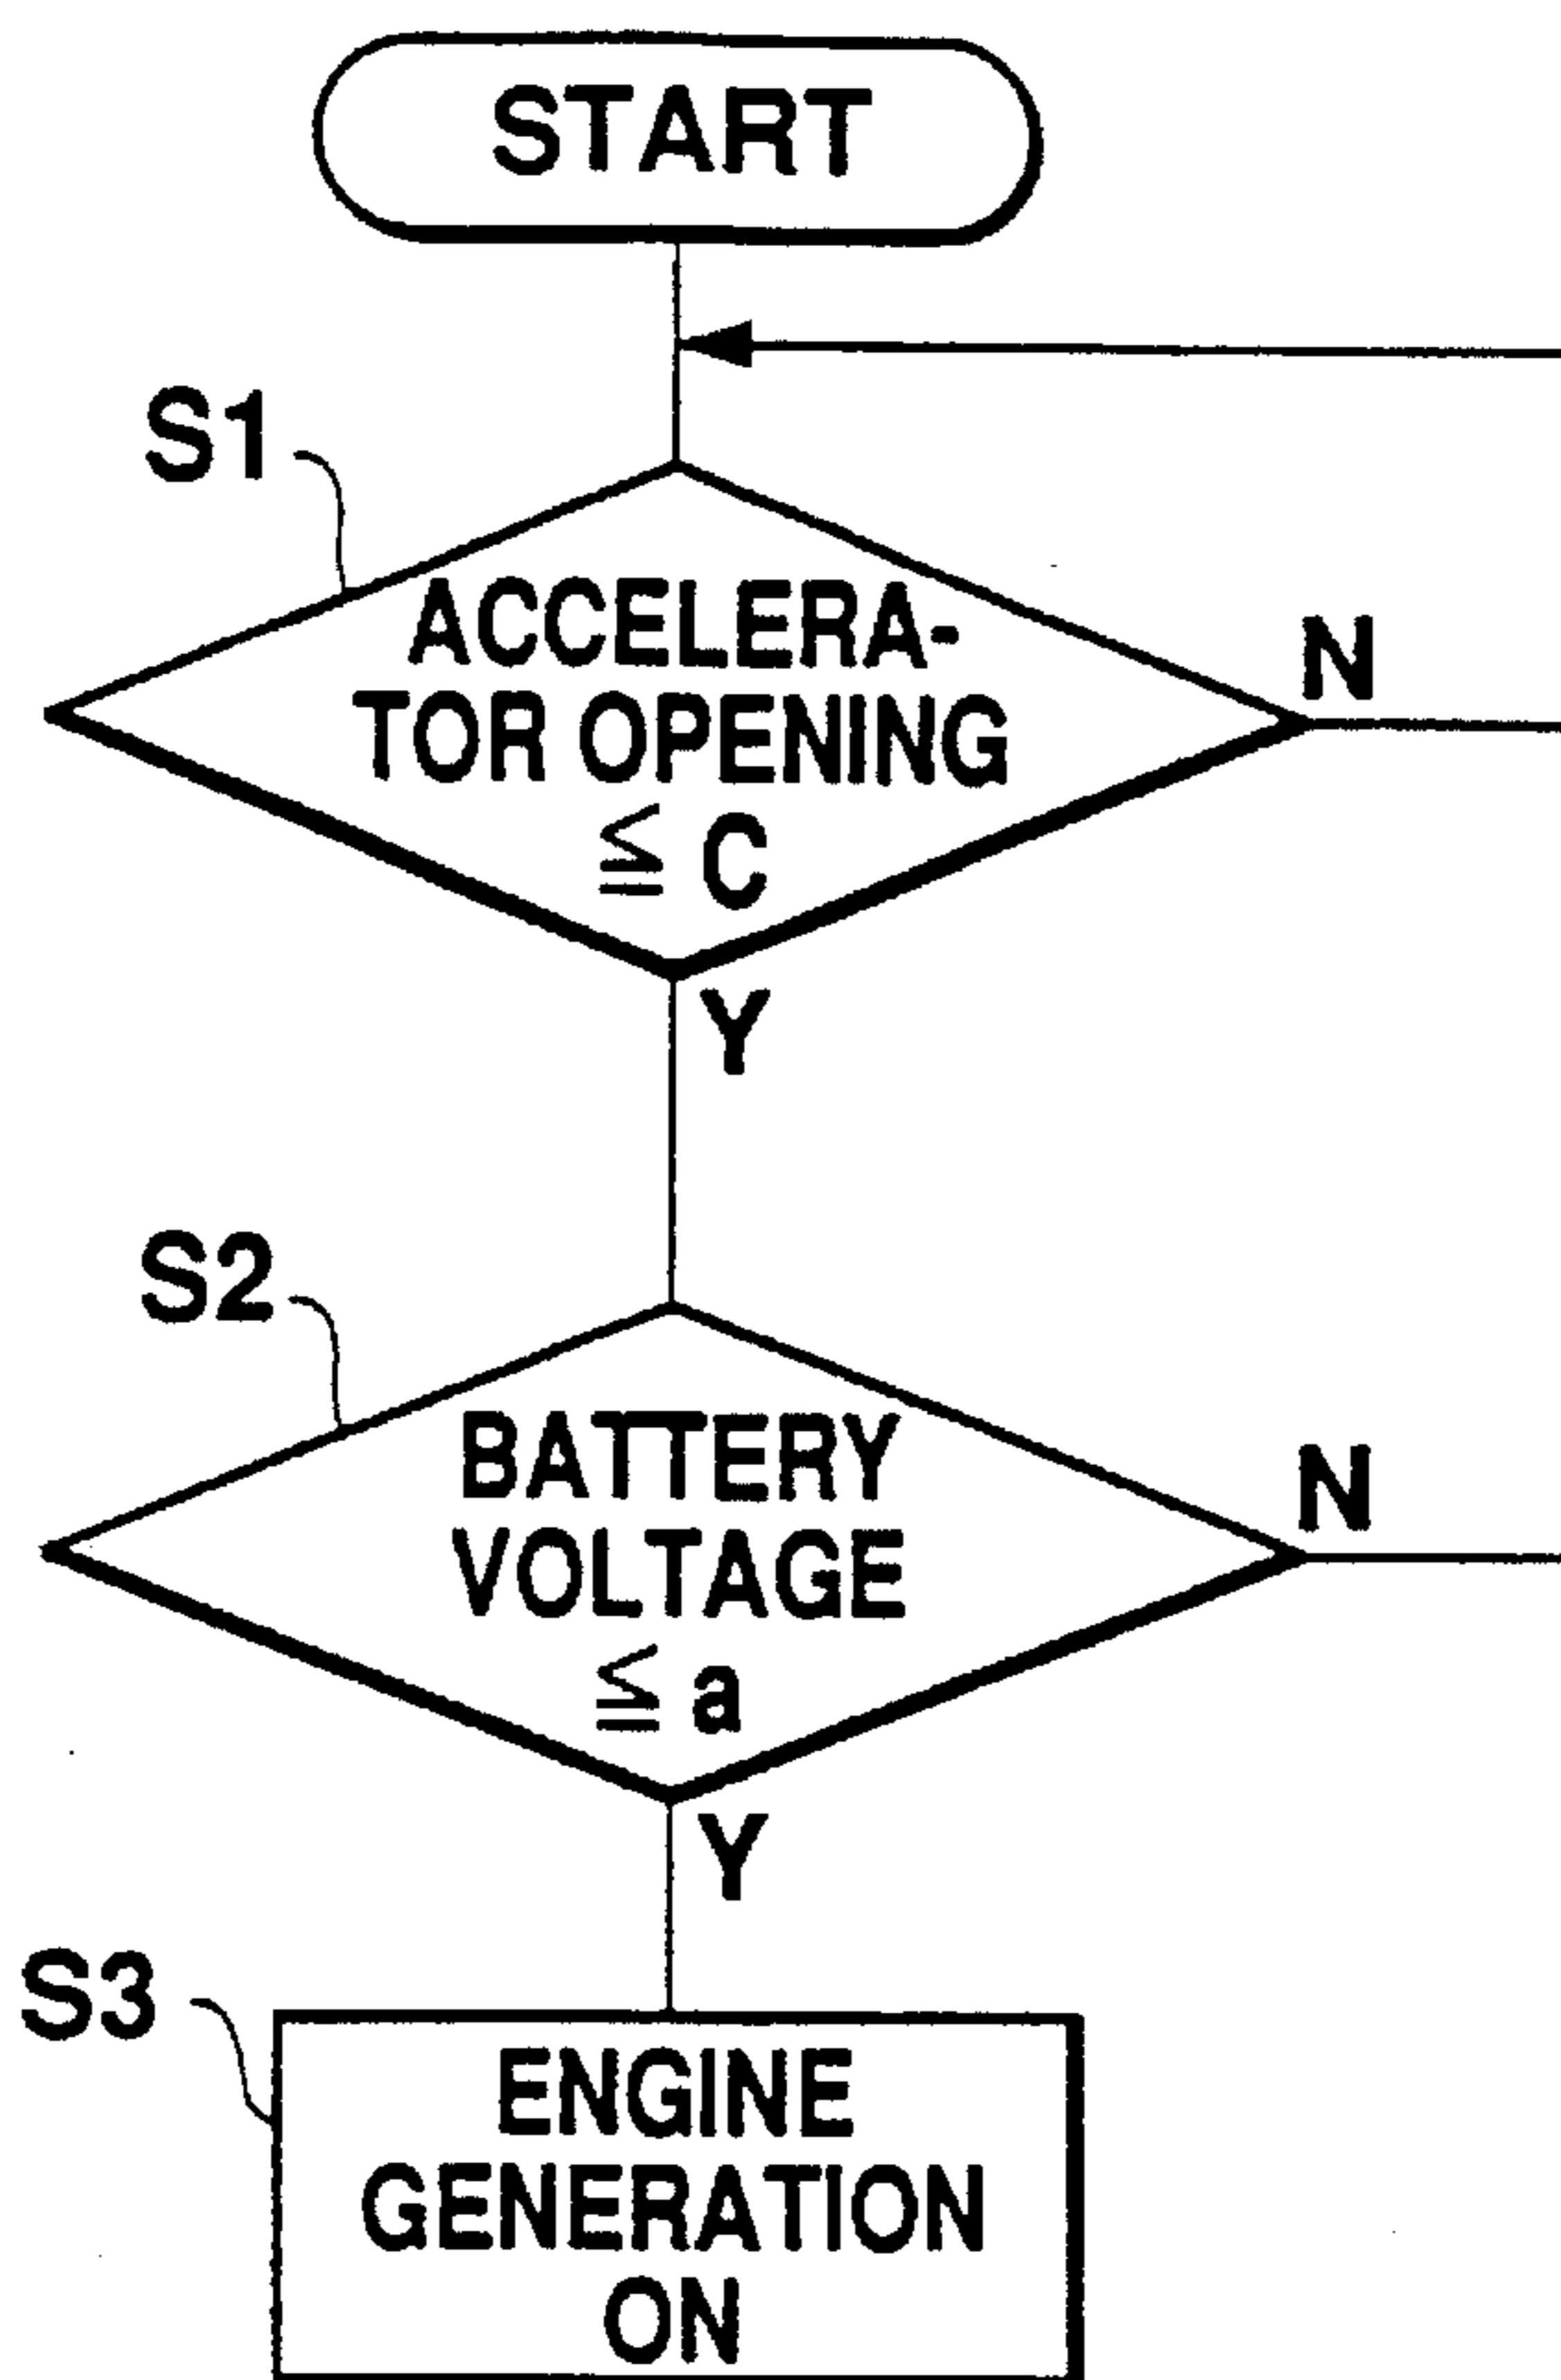 START
S1
ACCELERA-
TOR OPENING
≦ C
N
Y
S2
BATTERY
VOLTAGE
≦ a
N
Y
S3
ENGINE
GENERATION
ON